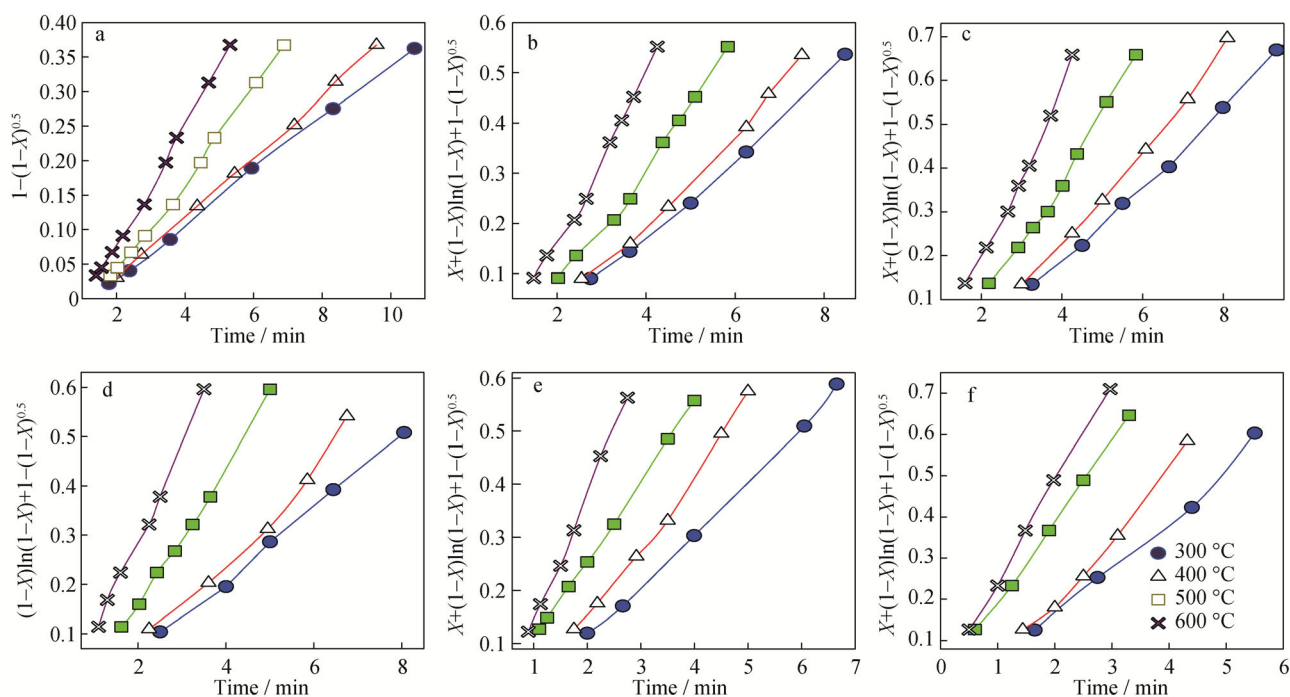 a
0.40
0.35
0.30
0.25
0.20
0.15
0.10
0.05
0
1−(1−X)^0.5
2 4 6 8 10
Time / min
b
0.6
0.5
0.4
0.3
0.2
0.1
X+(1−X)ln(1−X)+1−(1−X)^0.5
2 4 6 8
Time / min
c
0.7
0.6
0.5
0.4
0.3
0.2
0.1
X+(1−X)ln(1−X)+1−(1−X)^0.5
2 4 6 8
Time / min
d
0.6
0.5
0.4
0.3
0.2
0.1
(1−X)ln(1−X)+1−(1−X)^0.5
2 4 6 8
Time / min
e
0.6
0.5
0.4
0.3
0.2
0.1
X+(1−X)ln(1−X)+1−(1−X)^0.5
1 2 3 4 5 6 7
Time / min
f
0.7
0.6
0.5
0.4
0.3
0.2
0.1
X+(1−X)ln(1−X)+1−(1−X)^0.5
0 1 2 3 4 5 6
Time / min
300 °C
400 °C
500 °C
600 °C